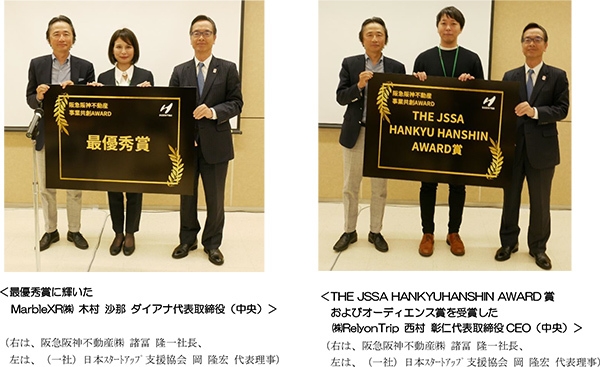 阪急阪神不動産
事業共創AWARD
最優秀賞
＜最優秀賞に輝いた
MarbleXR㈱ 木村 沙那 ダイアナ代表取締役（中央）＞
（右は、阪急阪神不動産㈱ 諸冨 隆一社長、
左は、（一社）日本ｽﾀｰﾄｱｯﾌﾟ支援協会 岡 隆宏 代表理事）
阪急阪神不動産
事業共創AWARD
THE JSSA
HANKYU HANSHIN
AWARD賞
＜THE JSSA HANKYUHANSHIN AWARD賞
およびオーディエンス賞を受賞した
㈱RelyonTrip 西村 彰仁代表取締役CEO（中央）＞
（右は、阪急阪神不動産㈱ 諸冨 隆一社長、
左は、（一社）日本ｽﾀｰﾄｱｯﾌﾟ支援協会 岡 隆宏 代表理事）